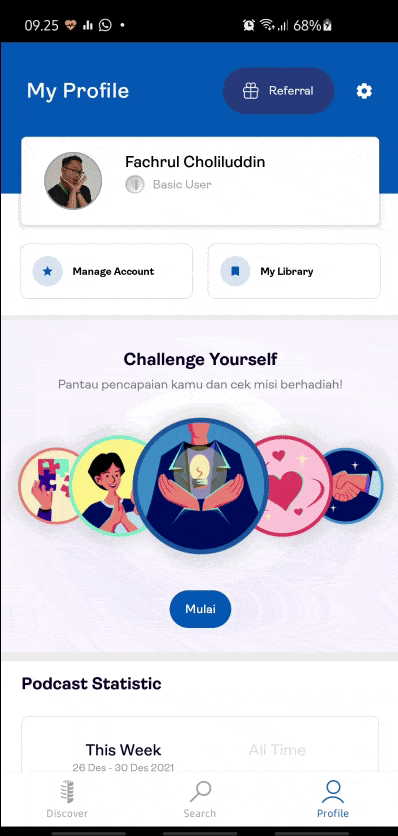 09.25
68%
My Profile
Referral
Fachrul Choliluddin
Basic User
Manage Account
My Library
Challenge Yourself
Pantau pencapaian kamu dan cek misi berhadiah!
Mulai
Podcast Statistic
This Week
All Time
26 Des - 30 Des 2021
Discover
Search
Profile